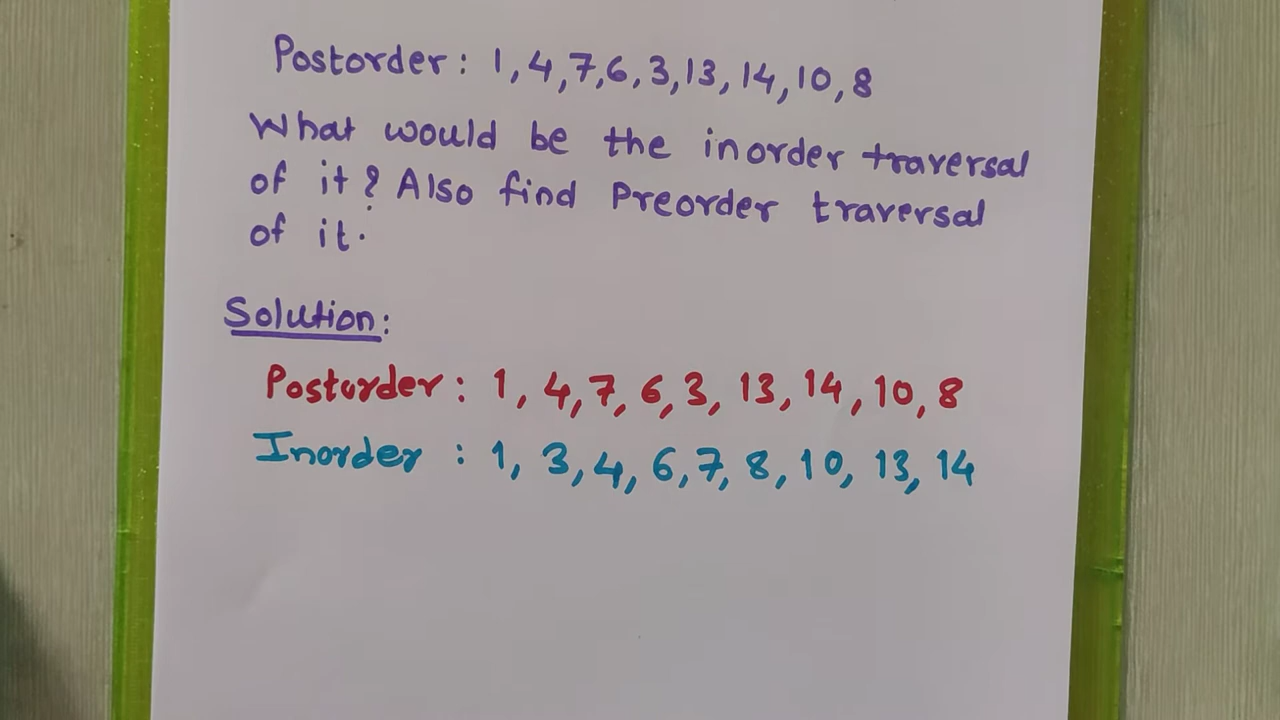 Postorder: 1,4,7,6,3,13,14,10,8
What would be the inorder traversal
of it? Also find Preorder traversal
of it.
Solution:
Postorder: 1, 4, 7, 6, 3, 13, 14, 10, 8
Inorder : 1, 3, 4, 6, 7, 8, 10, 13, 14